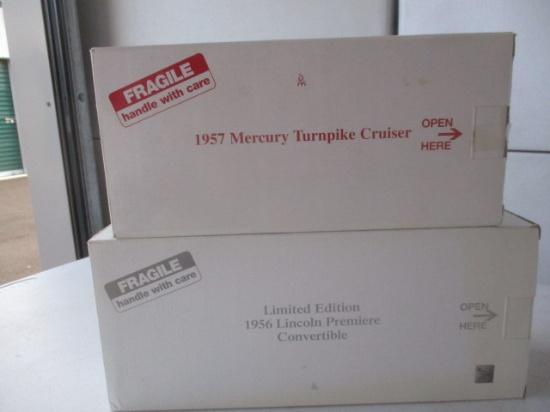 FRAGILE
handle with care
DM
1957 Mercury Turnpike Cruiser
OPEN
HERE
FRAGILE
handle with care
Limited Edition
1956 Lincoln Premiere
Convertible
OPEN
HERE